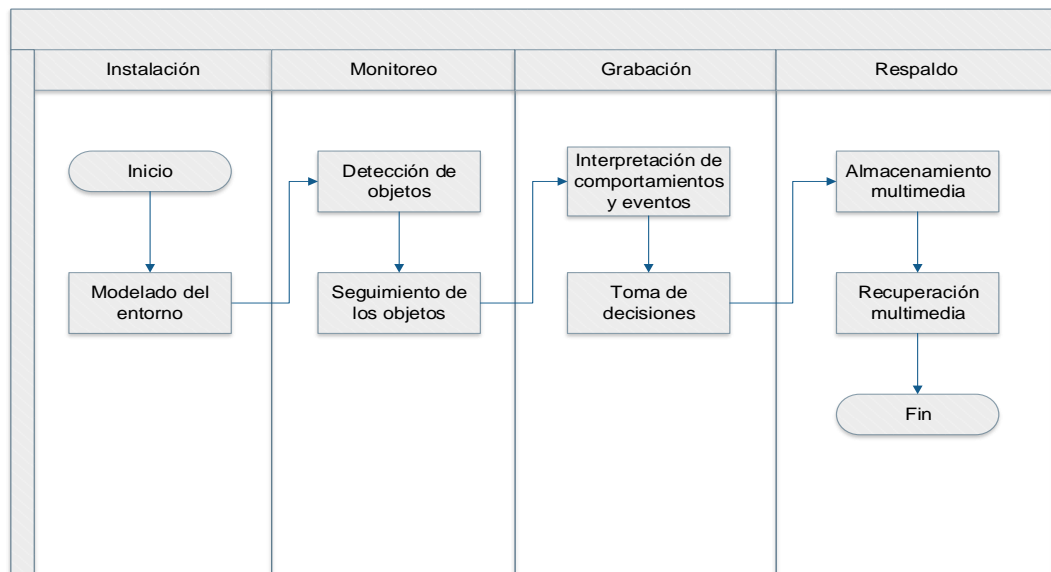 Instalación
Monitoreo
Grabación
Respaldo
Inicio
Modelado del
entorno
Detección de
objetos
Seguimiento de
los objetos
Interpretación de
comportamientos
y eventos
Toma de
decisiones
Almacenamiento
multimedia
Recuperación
multimedia
Fin